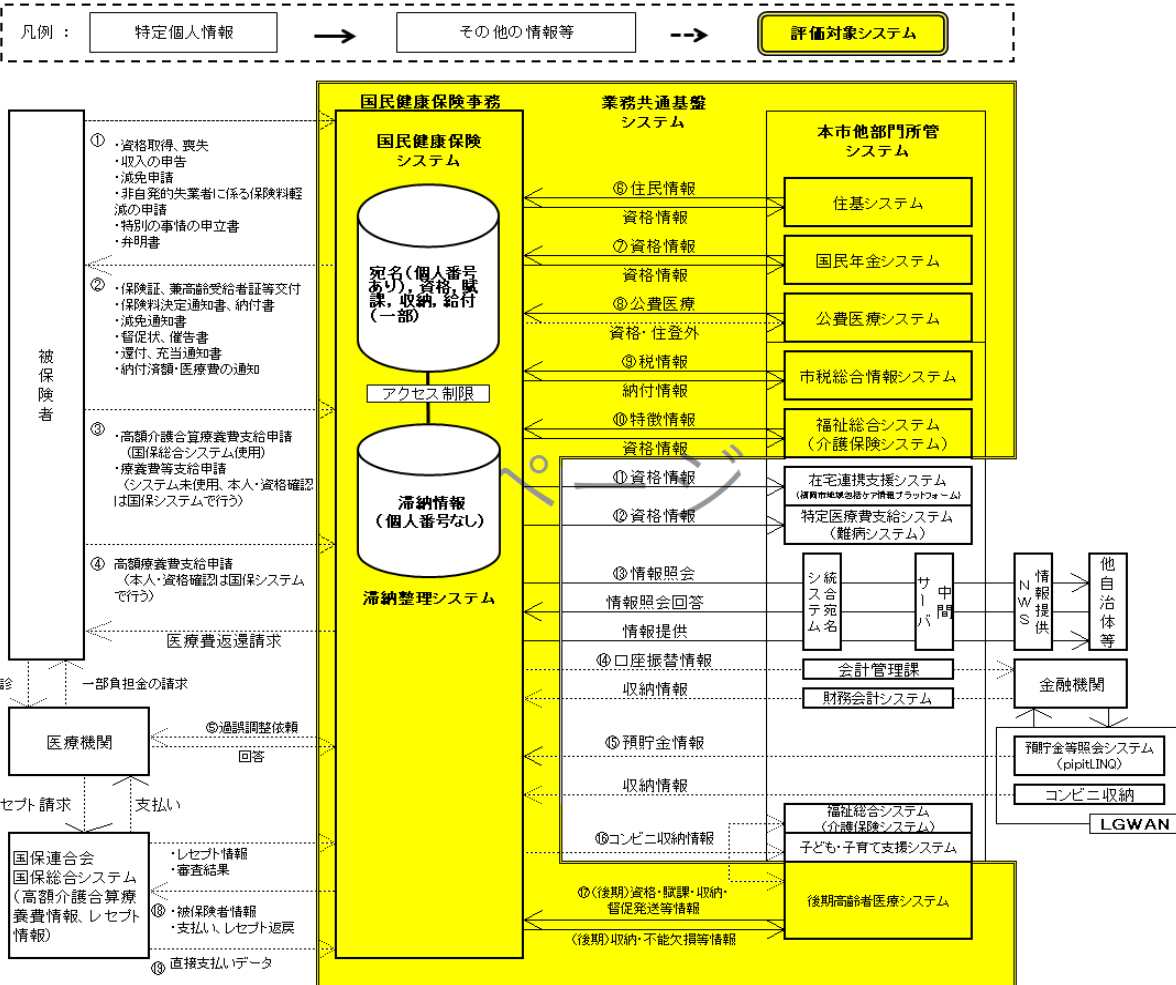 凡例 :
特定個人情報
その他の情報等
評価対象システム
国民健康保険事務
業務共通基盤
システム
国民健康保険
システム
本市他部門所管
システム
被保険者
①
・資格取得、喪失
・収入の申告
・減免申請
・非自発的失業者に係る保険料軽
減の申請
・特別の事情の申立書
・弁明書
②
・保険証、兼高齢受給者証等交付
・保険料決定通知書、納付書
・減免通知書
・督促状、催告書
・還付、充当通知書
・納付済額・医療費の通知
③
・高額介護合算療養費支給申請
（国保総合システム使用）
・療養費等支給申請
（システム未使用、本人・資格確認
は国保システムで行う）
④
高額療養費支給申請
（本人・資格確認は国保システム
で行う）
医療費返還請求
診
一部負担金の請求
医療機関
⑤過誤調整依頼
回答
セプト請求
支払い
国保連合会
国保総合システム
（高額介護合算療
養費情報、レセプト
情報）
・レセプト情報
・審査結果
⑱
・被保険者情報
・支払い、レセプト返戻
⑲
直接支払いデータ
宛名（個人番号
あり）, 資格, 賦
課, 収納, 給付
（一部）
アクセス制限
滞納情報
（個人番号なし）
滞納整理システム
⑥住民情報
資格情報
住基システム
⑦資格情報
資格情報
国民年金システム
⑧公費医療
資格・住登外
公費医療システム
⑨税情報
納付情報
市税総合情報システム
⑩特徴情報
資格情報
福祉総合システム
（介護保険システム）
ページ
⑪資格情報
在宅連携支援システム
（福岡市地域包括ケア情報プラットフォーム）
⑫資格情報
特定医療費支給システム
（難病システム）
⑬情報照会
情報照会回答
情報提供
統合宛名
システム
中間
サーバ
情報提供
NWS
他自治体等
⑭口座振替情報
会計管理課
収納情報
財務会計システム
金融機関
⑮預貯金情報
預貯金等照会システム
（pipitLINQ）
収納情報
コンビニ収納
LGWAN
福祉総合システム
（介護保険システム）
⑯コンビニ収納情報
子ども・子育て支援システム
⑰（後期）資格・賦課・収納・
督促発送等情報
（後期）収納・不能欠損等情報
後期高齢者医療システム